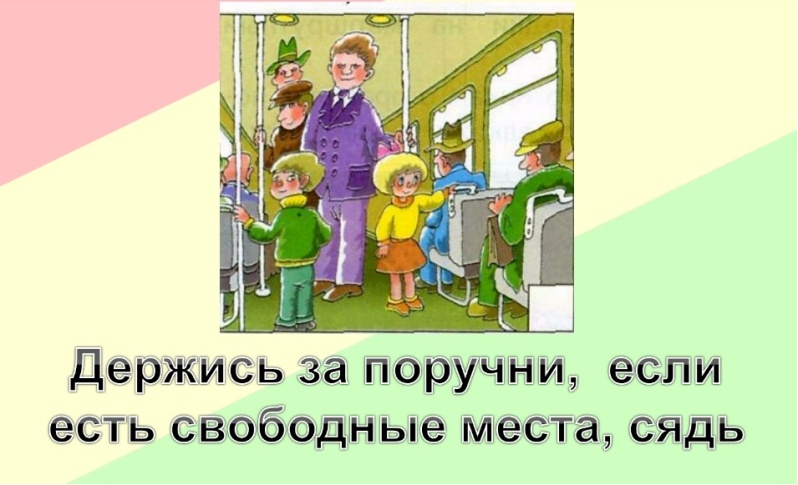 Держись за поручни, если
есть свободные места, сядь